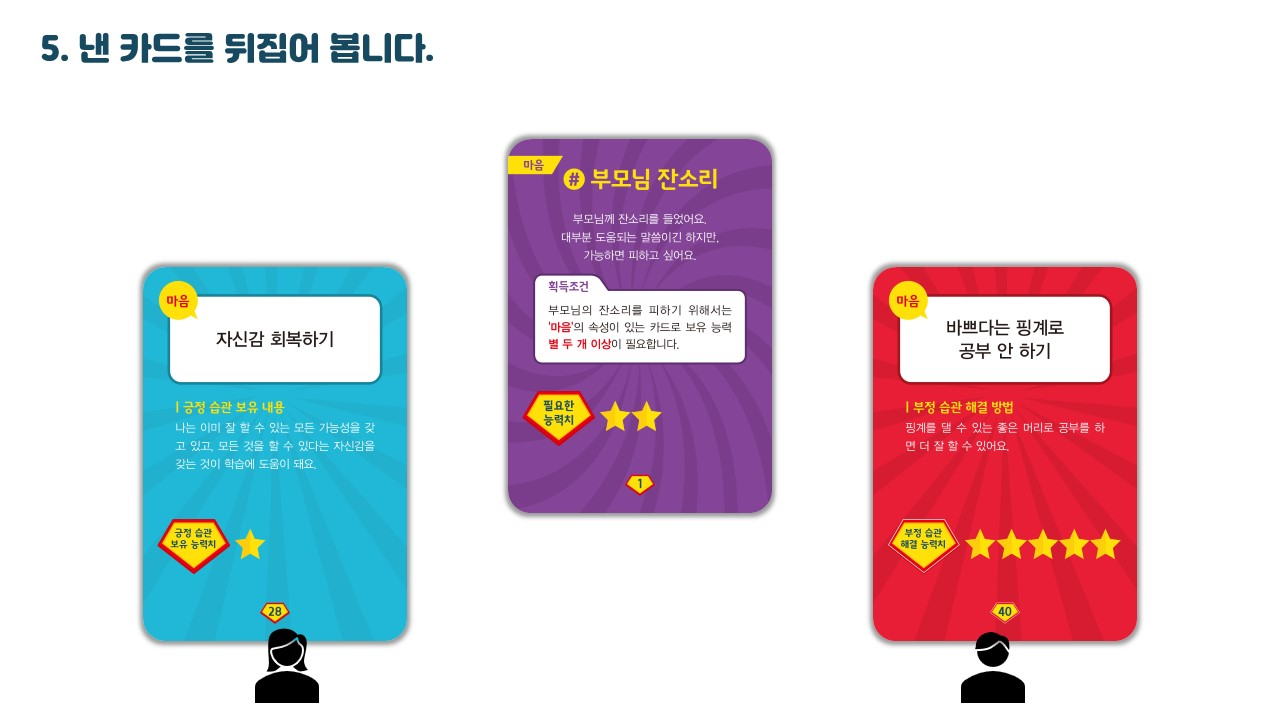 5. 낸 카드를 뒤집어 봅니다.
마음
# 부모님 잔소리
부모님께 잔소리를 들었어요.
대부분 도움되는 말씀이긴 하지만,
가능하면 피하고 싶어요.
획득조건
부모님의 잔소리를 피하기 위해서는
'마음'의 속성이 있는 카드로 보유 능력
별 두 개 이상이 필요합니다.
필요한
능력치
1
마음
자신감 회복하기
| 긍정 습관 보유 내용
나는 이미 잘 할 수 있는 모든 가능성을 갖
고 있고, 모든 것을 할 수 있다는 자신감을
갖는 것이 학습에 도움이 돼요.
긍정 습관
보유 능력치
28
마음
바쁘다는 핑계로
공부 안 하기
| 부정 습관 해결 방법
핑계를 댈 수 있는 좋은 머리로 공부를 하
면 더 잘 할 수 있어요.
부정 습관
해결 능력치
40